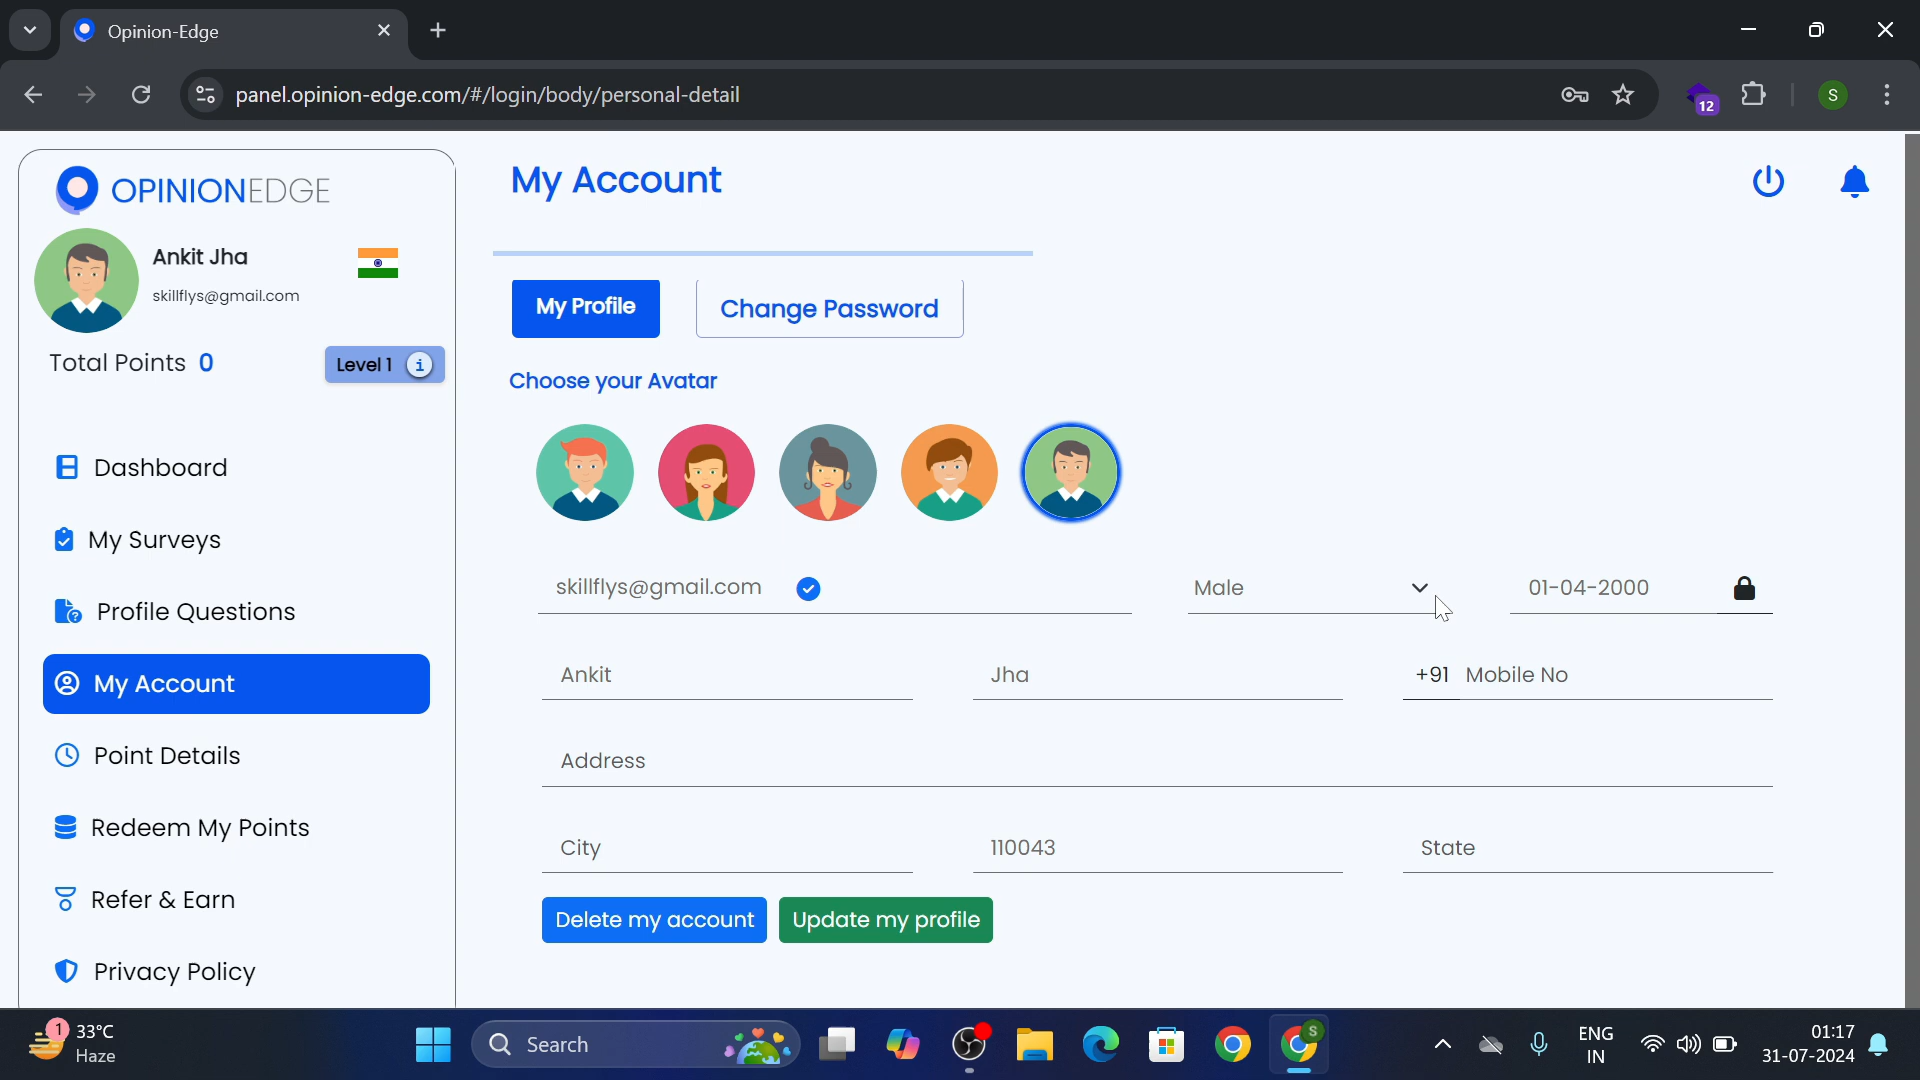 Opinion-Edge
panel.opinion-edge.com/#/login/body/personal-detail
12
S
OPINIONEDGE
Ankit Jha
skillflys@gmail.com
Total Points 0
Level 1 i
Dashboard
My Surveys
Profile Questions
My Account
Point Details
Redeem My Points
Refer & Earn
Privacy Policy
My Account
My Profile
Change Password
Choose your Avatar
skillflys@gmail.com
Male
01-04-2000
Ankit
Jha
+91 Mobile No
Address
City
110043
State
Delete my account
Update my profile
1
33°C
Haze
Search
S
ENG
IN
01:17
31-07-2024